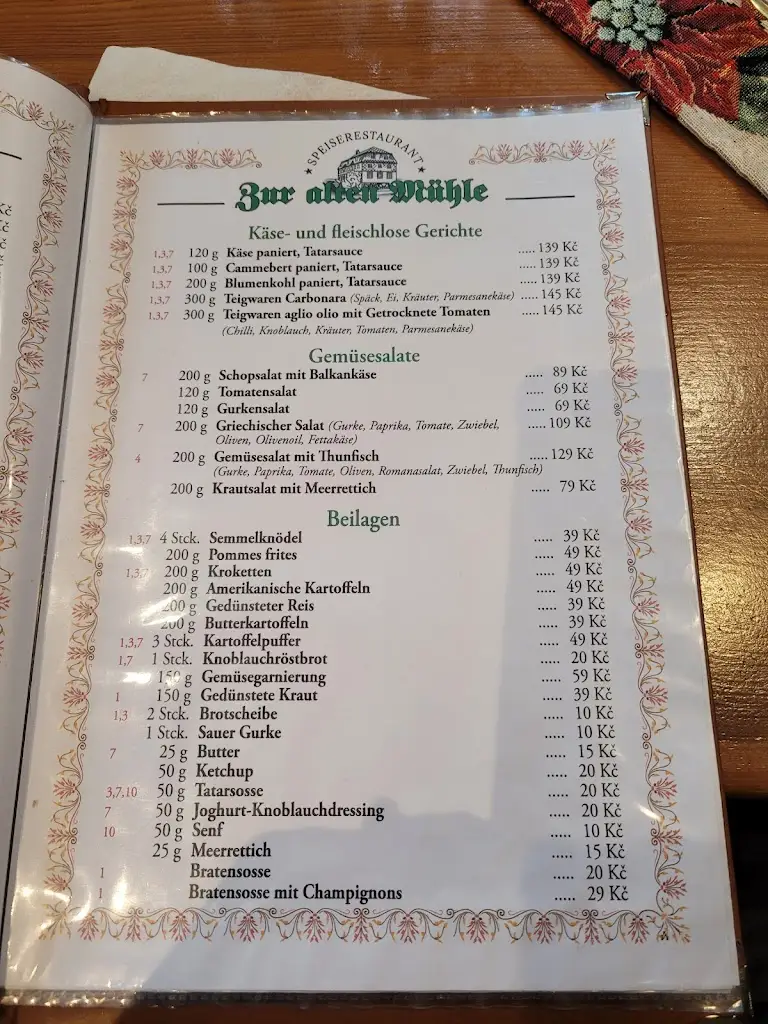 SPEISERESTAURANT
Zur alten Mühle
Käse- und fleischlose Gerichte
1,3,7 120 g Käse paniert, Tatarsauce ..... 139 Kč
1,3,7 100 g Cammebert paniert, Tatarsauce ..... 139 Kč
1,3,7 200 g Blumenkohl paniert, Tatarsauce ..... 139 Kč
1,3,7 300 g Teigwaren Carbonara (Späck, Ei, Kräuter, Parmesanekäse) ..... 145 Kč
1,3,7 300 g Teigwaren aglio olio mit Getrocknete Tomaten ..... 145 Kč
(Chilli, Knoblauch, Kräuter, Tomaten, Parmesanekäse)
Gemüsesalate
7 200 g Schopsalat mit Balkankäse ..... 89 Kč
120 g Tomatensalat ..... 69 Kč
120 g Gurkensalat ..... 69 Kč
7 200 g Griechischer Salat (Gurke, Paprika, Tomate, Zwiebel, ..... 109 Kč
Oliven, Olivenoil, Fettakäse)
4 200 g Gemüsesalat mit Thunfisch ..... 129 Kč
(Gurke, Paprika, Tomate, Oliven, Romanasalat, Zwiebel, Thunfisch)
200 g Krautsalat mit Meerrettich ..... 79 Kč
Beilagen
1,3,7 4 Stck. Semmelknödel ..... 39 Kč
200 g Pommes frites ..... 49 Kč
1,3,7 200 g Kroketten ..... 49 Kč
200 g Amerikanische Kartoffeln ..... 49 Kč
200 g Gedünsteter Reis ..... 39 Kč
200 g Butterkartoffeln ..... 39 Kč
1,3,7 3 Stck. Kartoffelpuffer ..... 49 Kč
1,7 1 Stck. Knoblauchröstbrot ..... 20 Kč
150 g Gemüsegarnierung ..... 59 Kč
1 150 g Gedünstete Kraut ..... 39 Kč
1,3 2 Stck. Brotscheibe ..... 10 Kč
1 Stck. Sauer Gurke ..... 10 Kč
7 25 g Butter ..... 15 Kč
50 g Ketchup ..... 20 Kč
3,7,10 50 g Tatarsosse ..... 20 Kč
7 50 g Joghurt-Knoblauchdressing ..... 20 Kč
10 50 g Senf ..... 10 Kč
25 g Meerrettich ..... 15 Kč
1 Bratensosse ..... 20 Kč
1 Bratensosse mit Champignons ..... 29 Kč